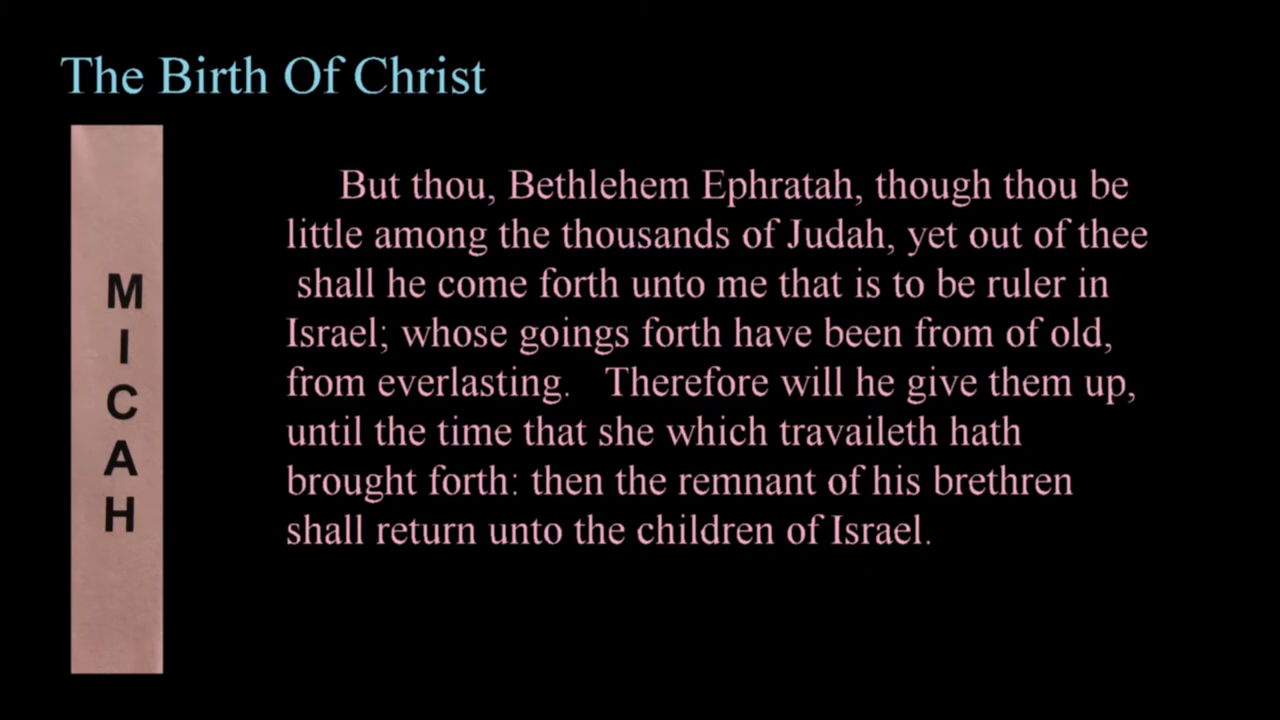 The Birth Of Christ
M
I
C
A
H
But thou, Bethlehem Ephratah, though thou be
little among the thousands of Judah, yet out of thee
shall he come forth unto me that is to be ruler in
Israel; whose goings forth have been from of old,
from everlasting. Therefore will he give them up,
until the time that she which travaileth hath
brought forth: then the remnant of his brethren
shall return unto the children of Israel.